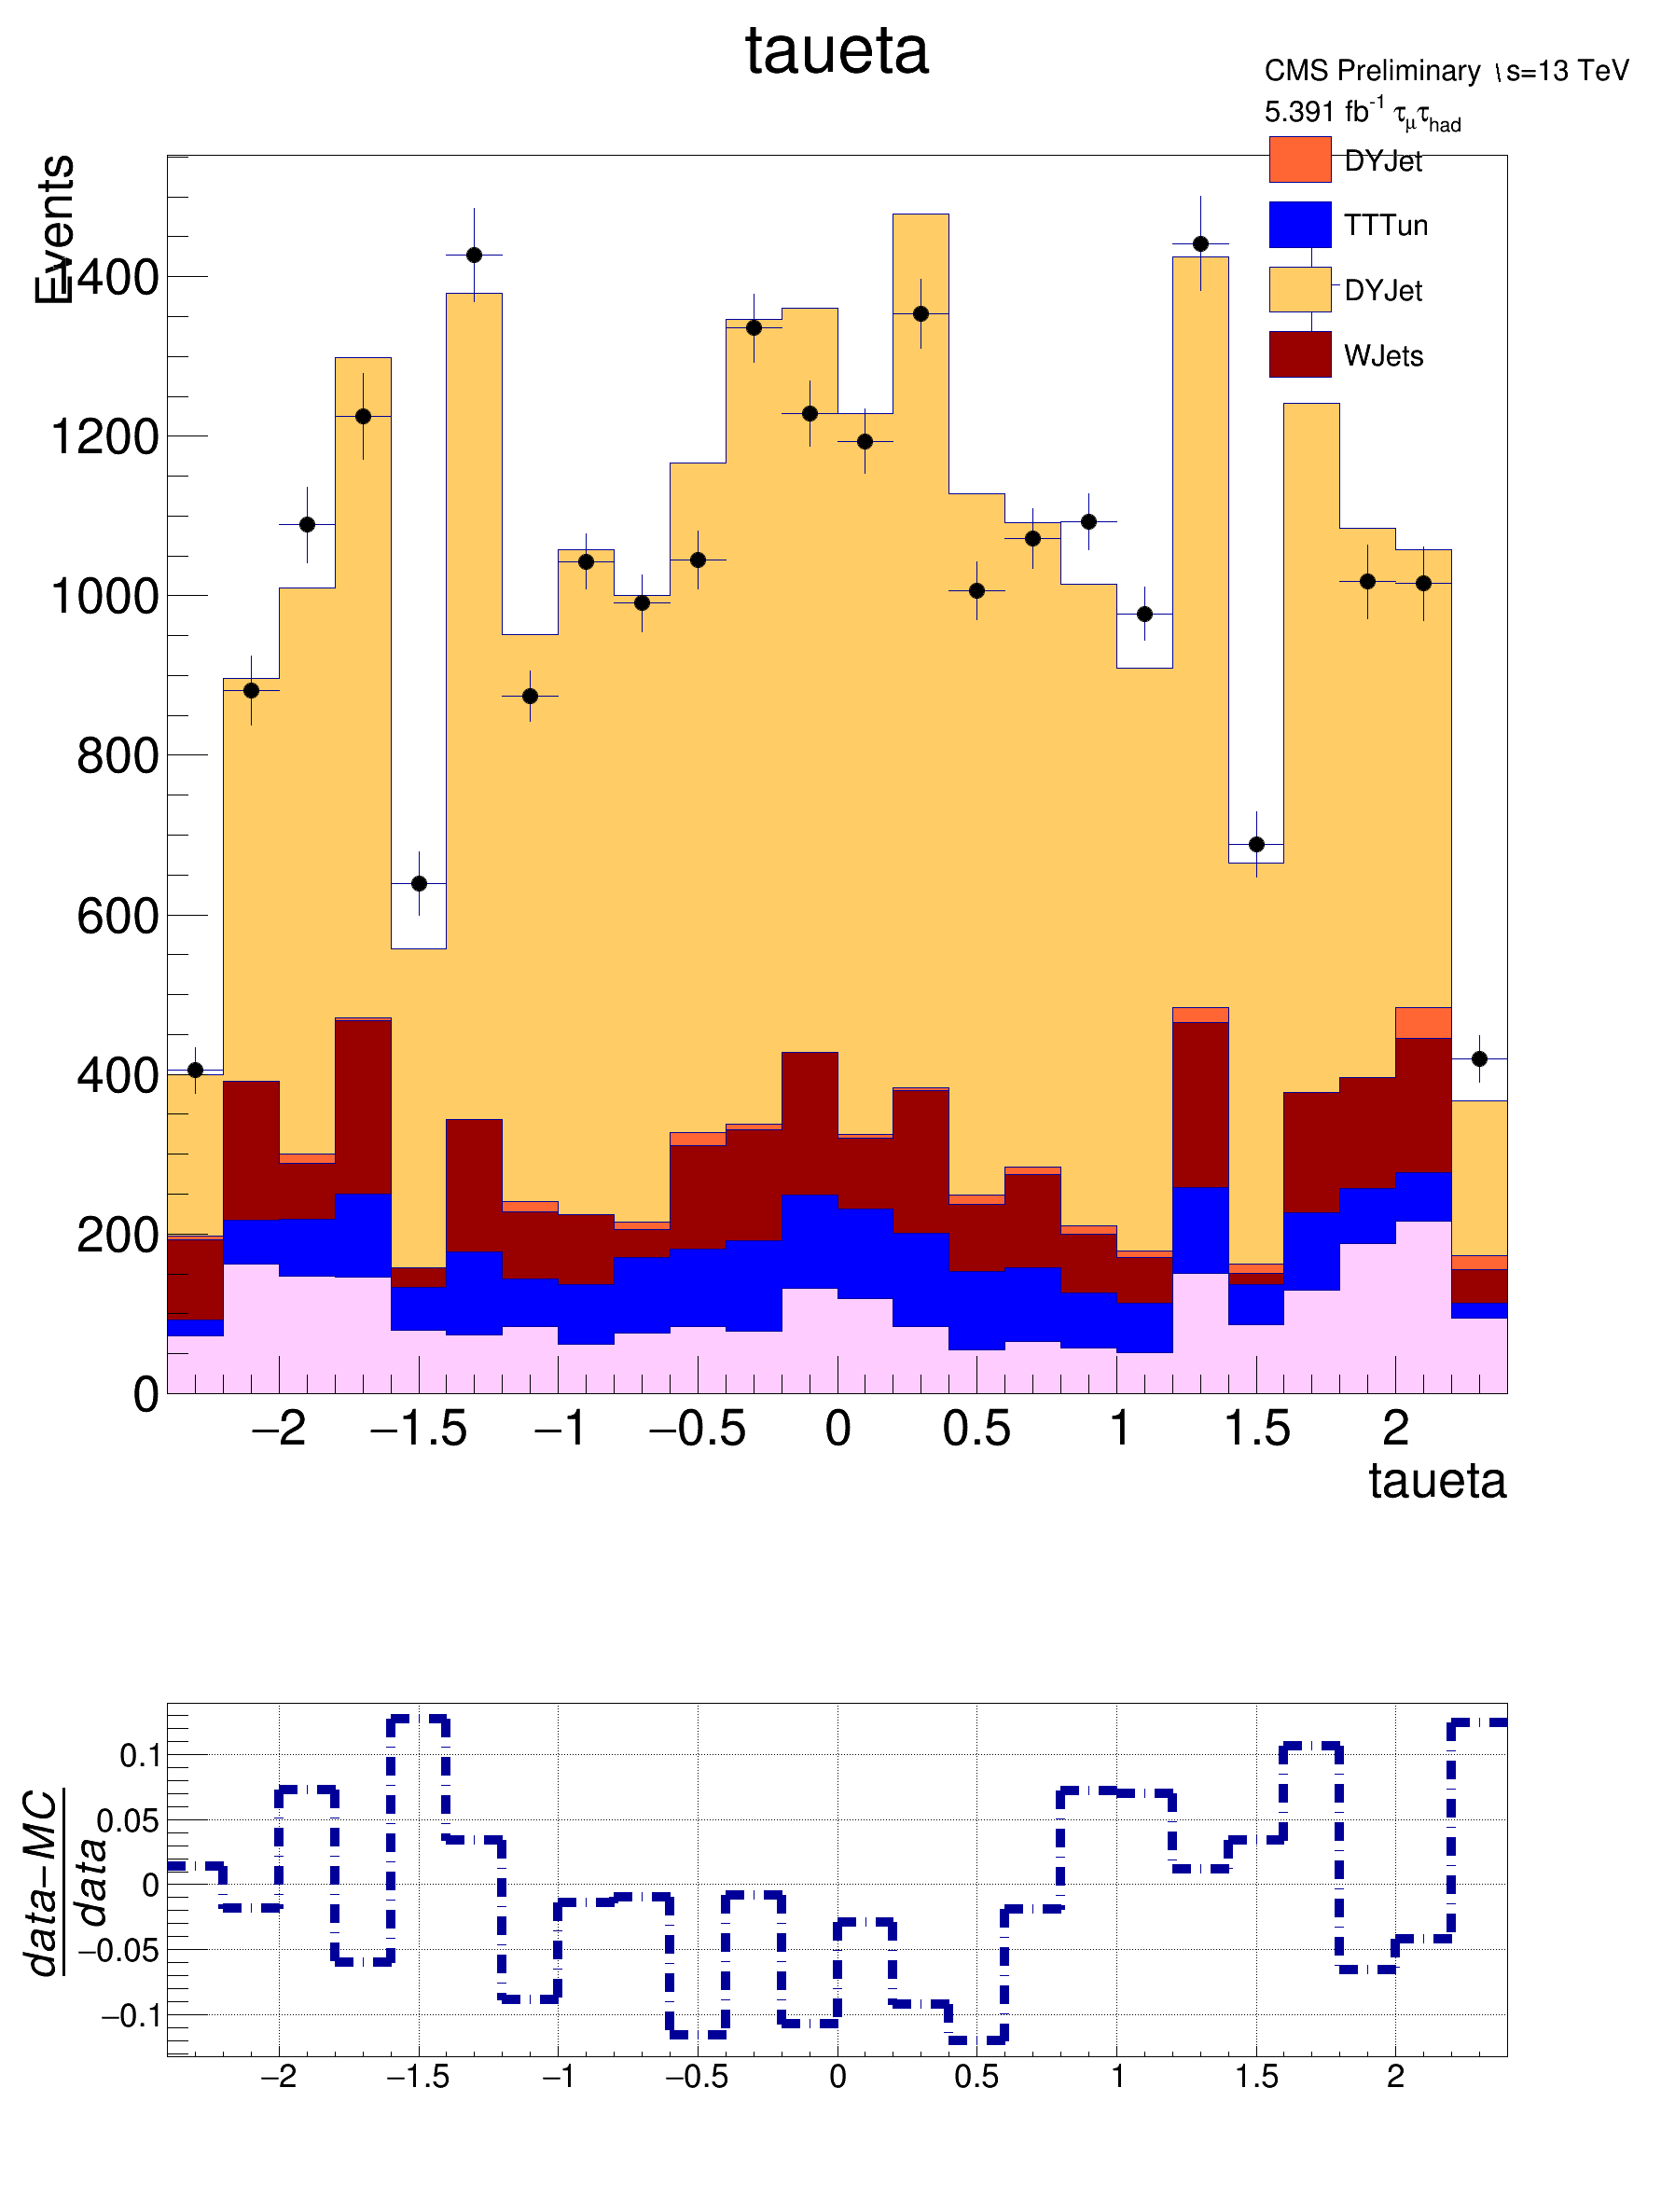 taueta
CMS Preliminary \s=13 TeV
5.391 fb-1 τμτhad
DYJet
TTTun
DYJet
WJets
Events
1400
1200
1000
800
600
400
200
0
−2 −1.5 −1 −0.5 0 0.5 1 1.5 2
taueta
data−MC
data
0.1
0.05
0
−0.05
−0.1
−2 −1.5 −1 −0.5 0 0.5 1 1.5 2